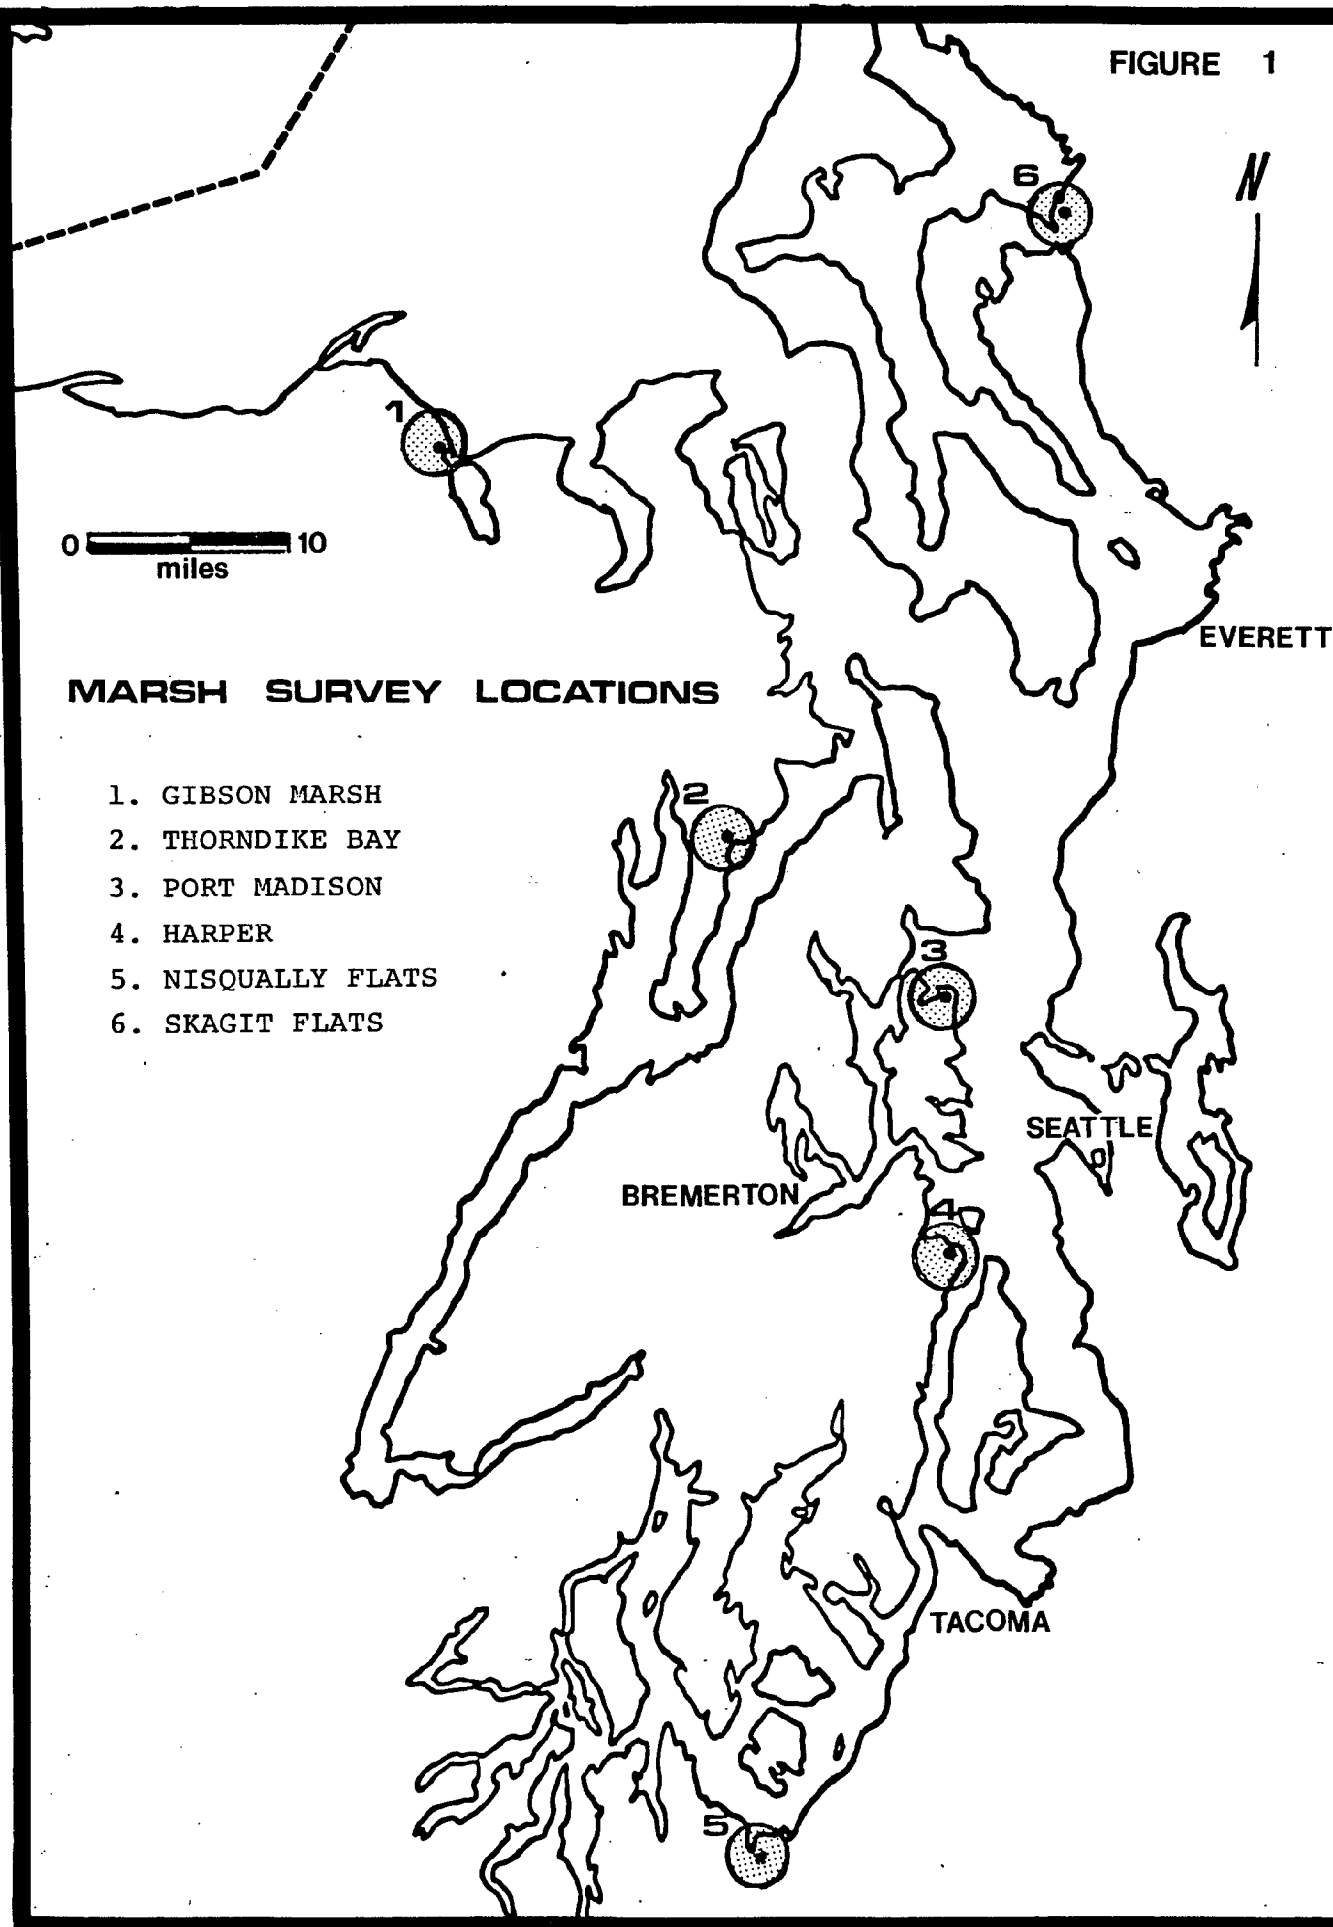 FIGURE 1
N
6
1
0 10
miles
EVERETT
MARSH SURVEY LOCATIONS
1. GIBSON MARSH
2. THORNDIKE BAY
3. PORT MADISON
4. HARPER
5. NISQUALLY FLATS
6. SKAGIT FLATS
2
3
SEATTLE
BREMERTON
4
TACOMA
5